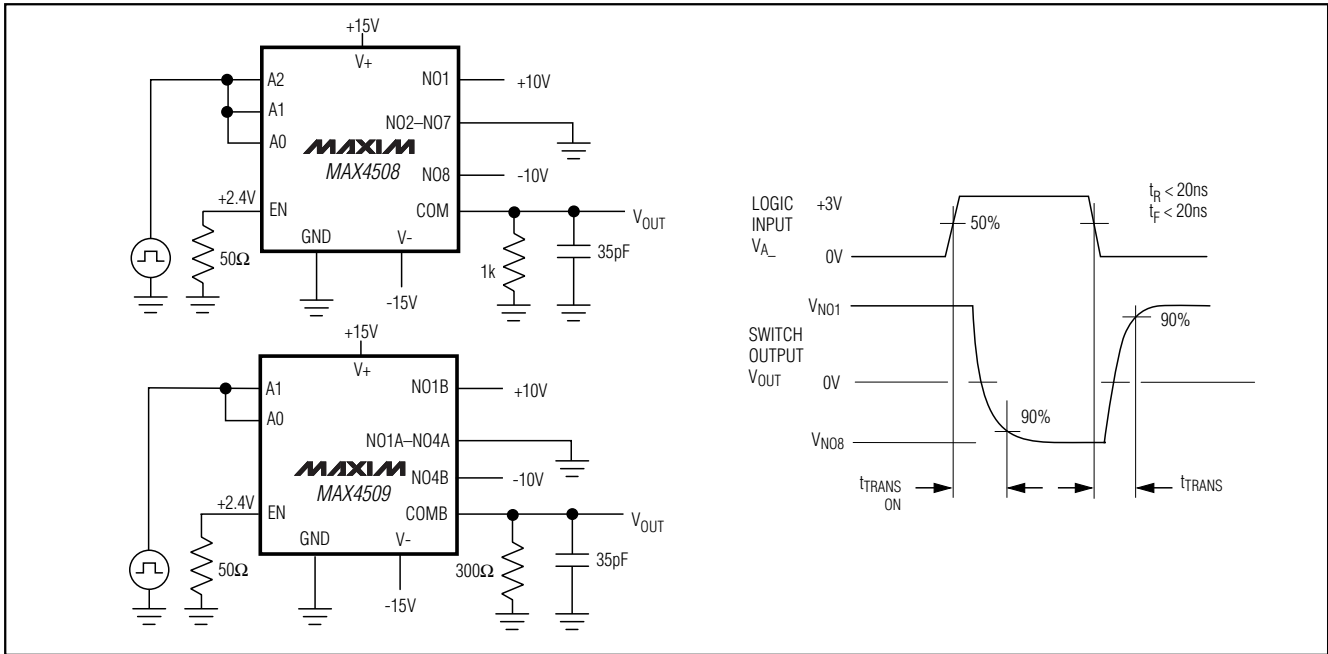 +15V
V+
A2
A1
A0
NO1
+10V
NO2–NO7
MAXIM
MAX4508
NO8
-10V
+2.4V
EN
COM
VOUT
GND
V-
50Ω
1k
35pF
-15V
+15V
V+
A1
A0
NO1B
+10V
NO1A–NO4A
MAXIM
MAX4509
NO4B
-10V
+2.4V
EN
COMB
VOUT
GND
V-
50Ω
300Ω
35pF
-15V
LOGIC
INPUT
VA_
+3V
50%
0V
tR < 20ns
tF < 20ns
VNO1
SWITCH
OUTPUT
VOUT
0V
90%
90%
VNO8
tTRANS
ON
tTRANS